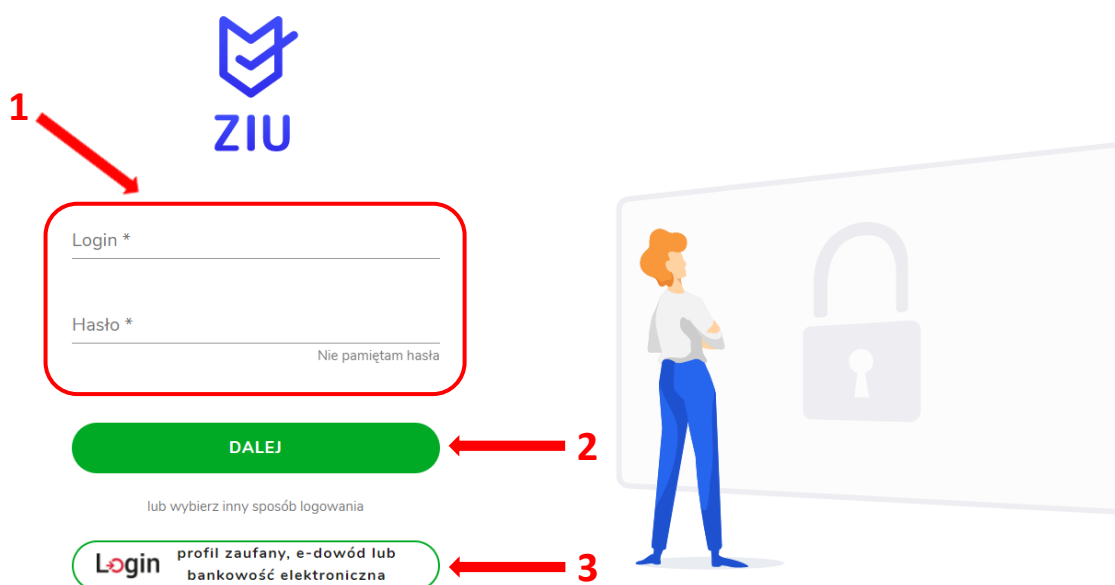 1
ZIU
Login *
Hasło *
Nie pamiętam hasła
DALEJ
2
lub wybierz inny sposób logowania
Login
profil zaufany, e-dowód lub
bankowość elektroniczna
3